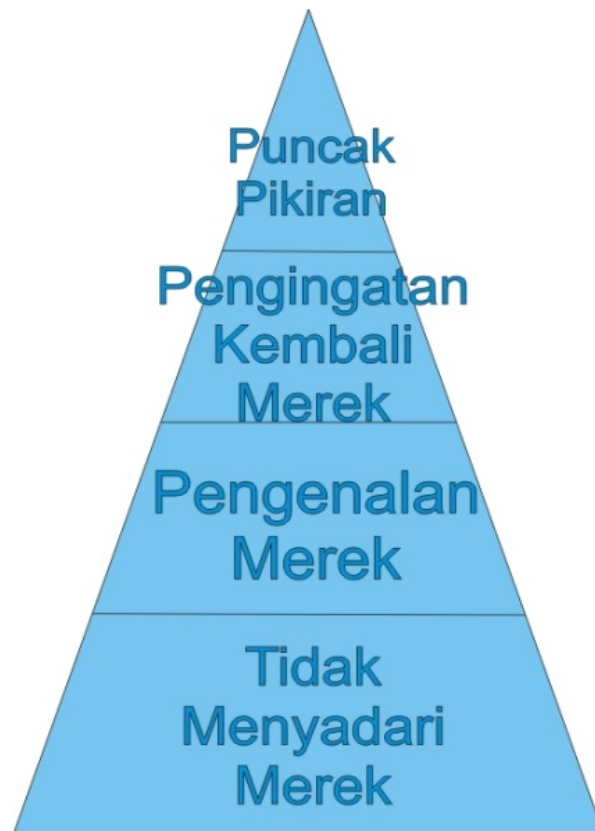 Puncak
Pikiran
Pengingatan
Kembali
Merek
Pengenalan
Merek
Tidak
Menyadari
Merek